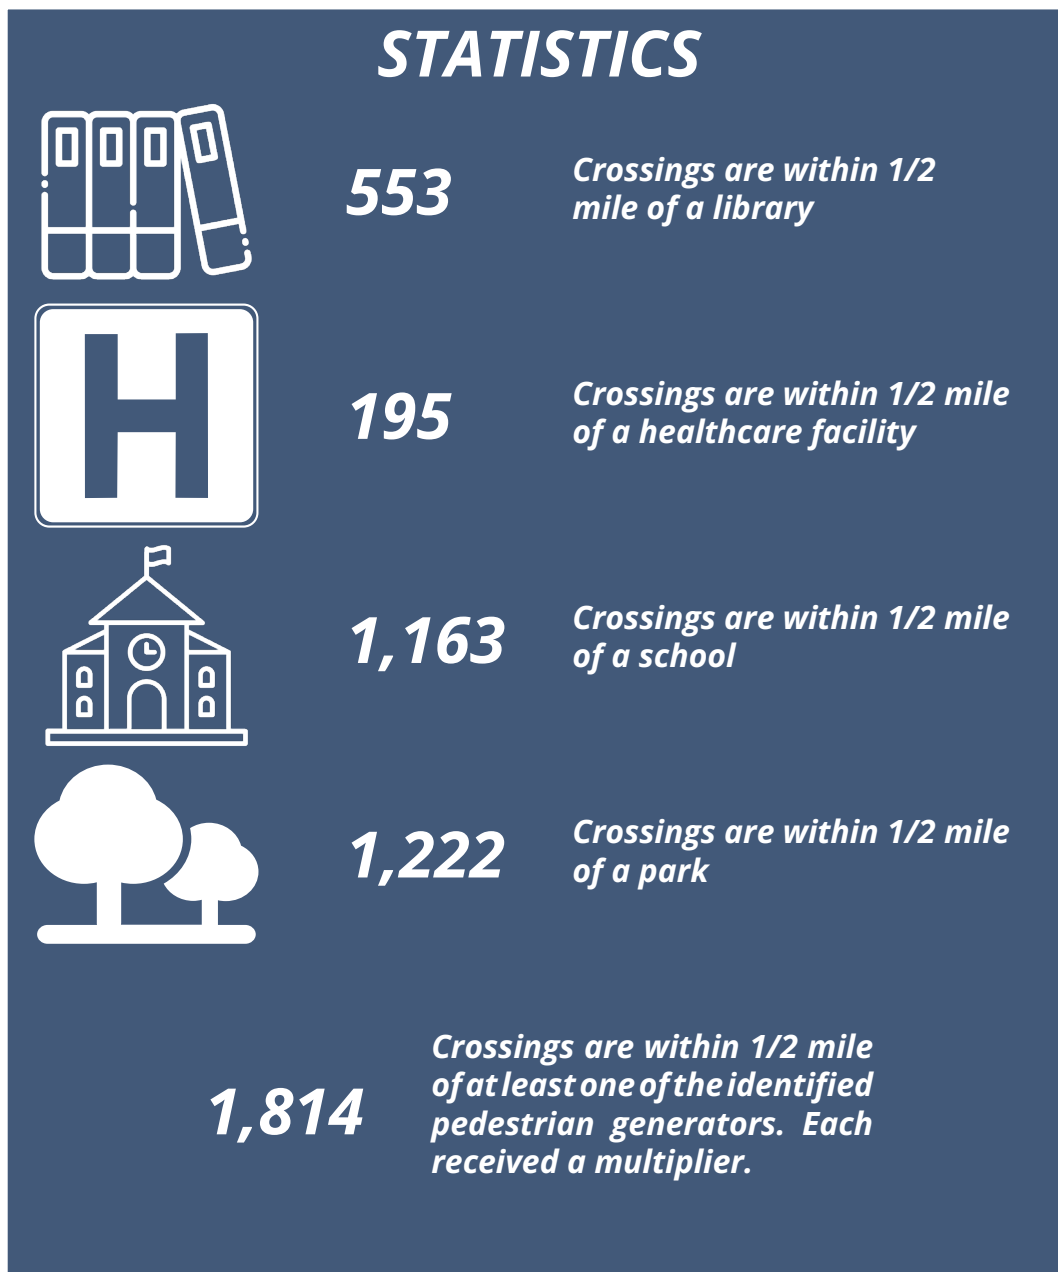 STATISTICS
553
Crossings are within 1/2
mile of a library
H
195
Crossings are within 1/2 mile
of a healthcare facility
1,163
Crossings are within 1/2 mile
of a school
1,222
Crossings are within 1/2 mile
of a park
1,814
Crossings are within 1/2 mile
of at least one of the identified
pedestrian generators. Each
received a multiplier.